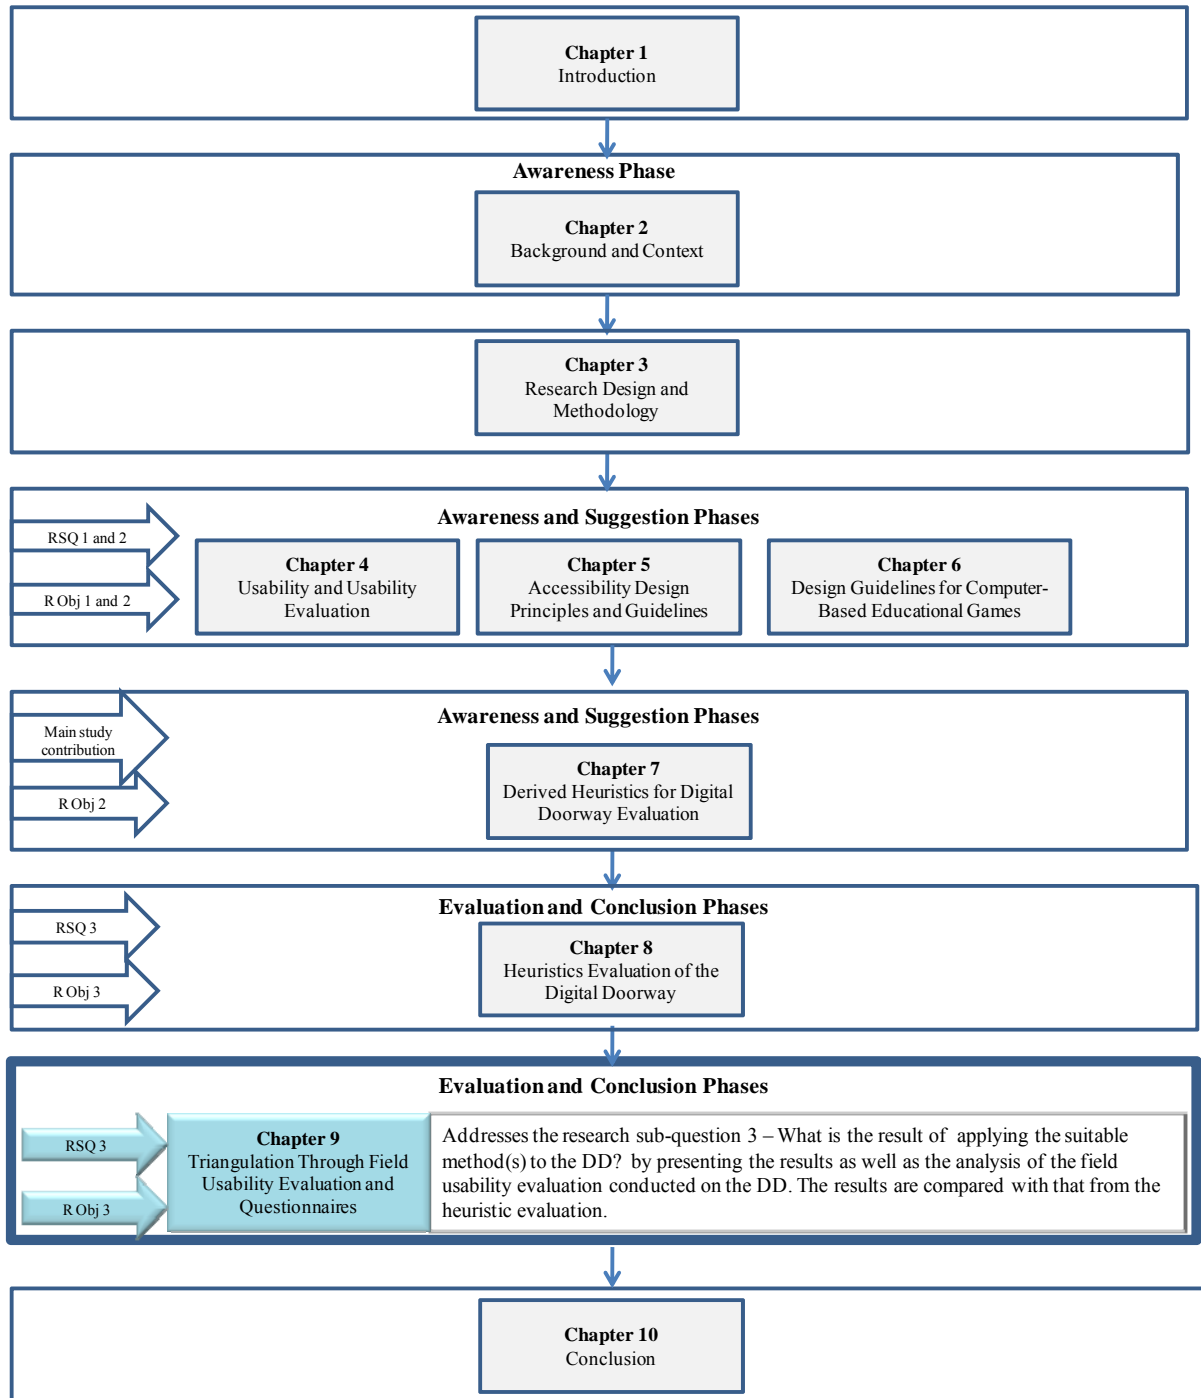 Chapter 1
Introduction
Awareness Phase
Chapter 2
Background and Context
Chapter 3
Research Design and
Methodology
Awareness and Suggestion Phases
RSQ 1 and 2
R Obj 1 and 2
Chapter 4
Usability and Usability
Evaluation
Chapter 5
Accessibility Design
Principles and Guidelines
Chapter 6
Design Guidelines for Computer-
Based Educational Games
Awareness and Suggestion Phases
Main study
contribution
R Obj 2
Chapter 7
Derived Heuristics for Digital
Doorway Evaluation
Evaluation and Conclusion Phases
RSQ 3
R Obj 3
Chapter 8
Heuristics Evaluation of the
Digital Doorway
Evaluation and Conclusion Phases
RSQ 3
R Obj 3
Chapter 9
Triangulation Through Field
Usability Evaluation and
Questionnaires
Addresses the research sub-question 3 – What is the result of applying the suitable
method(s) to the DD? by presenting the results as well as the analysis of the field
usability evaluation conducted on the DD. The results are compared with that from the
heuristic evaluation.
Chapter 10
Conclusion